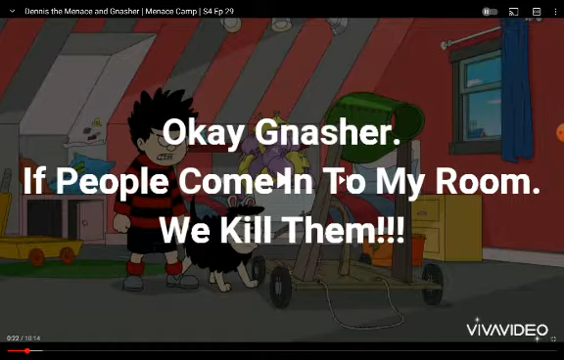 Dennis the Menace and Gnasher | Menace Camp | S4 Ep 29
Okay Gnasher.
If People Come In To My Room.
We Kill Them!!!
0:22 / 10:14
VIVAVIDEO